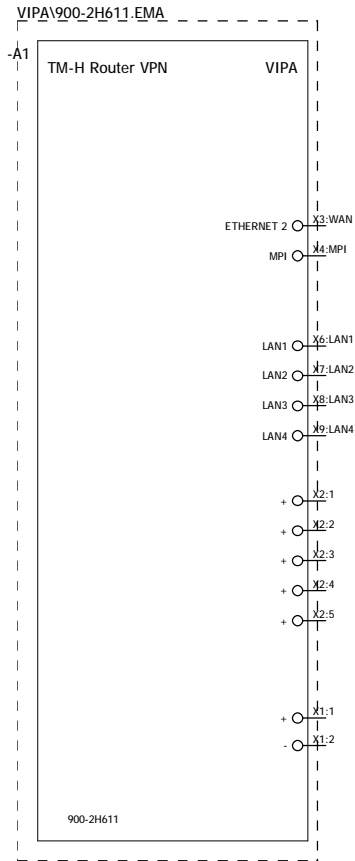 VIPA\900-2H611.EMA
-A1
TM-H Router VPN VIPA
ETHERNET 2 X3:WAN
MPI X4:MPI
LAN1 X6:LAN1
LAN2 X7:LAN2
LAN3 X8:LAN3
LAN4 X9:LAN4
+ X2:1
+ X2:2
+ X2:3
+ X2:4
+ X2:5
+ X1:1
- X1:2
900-2H611